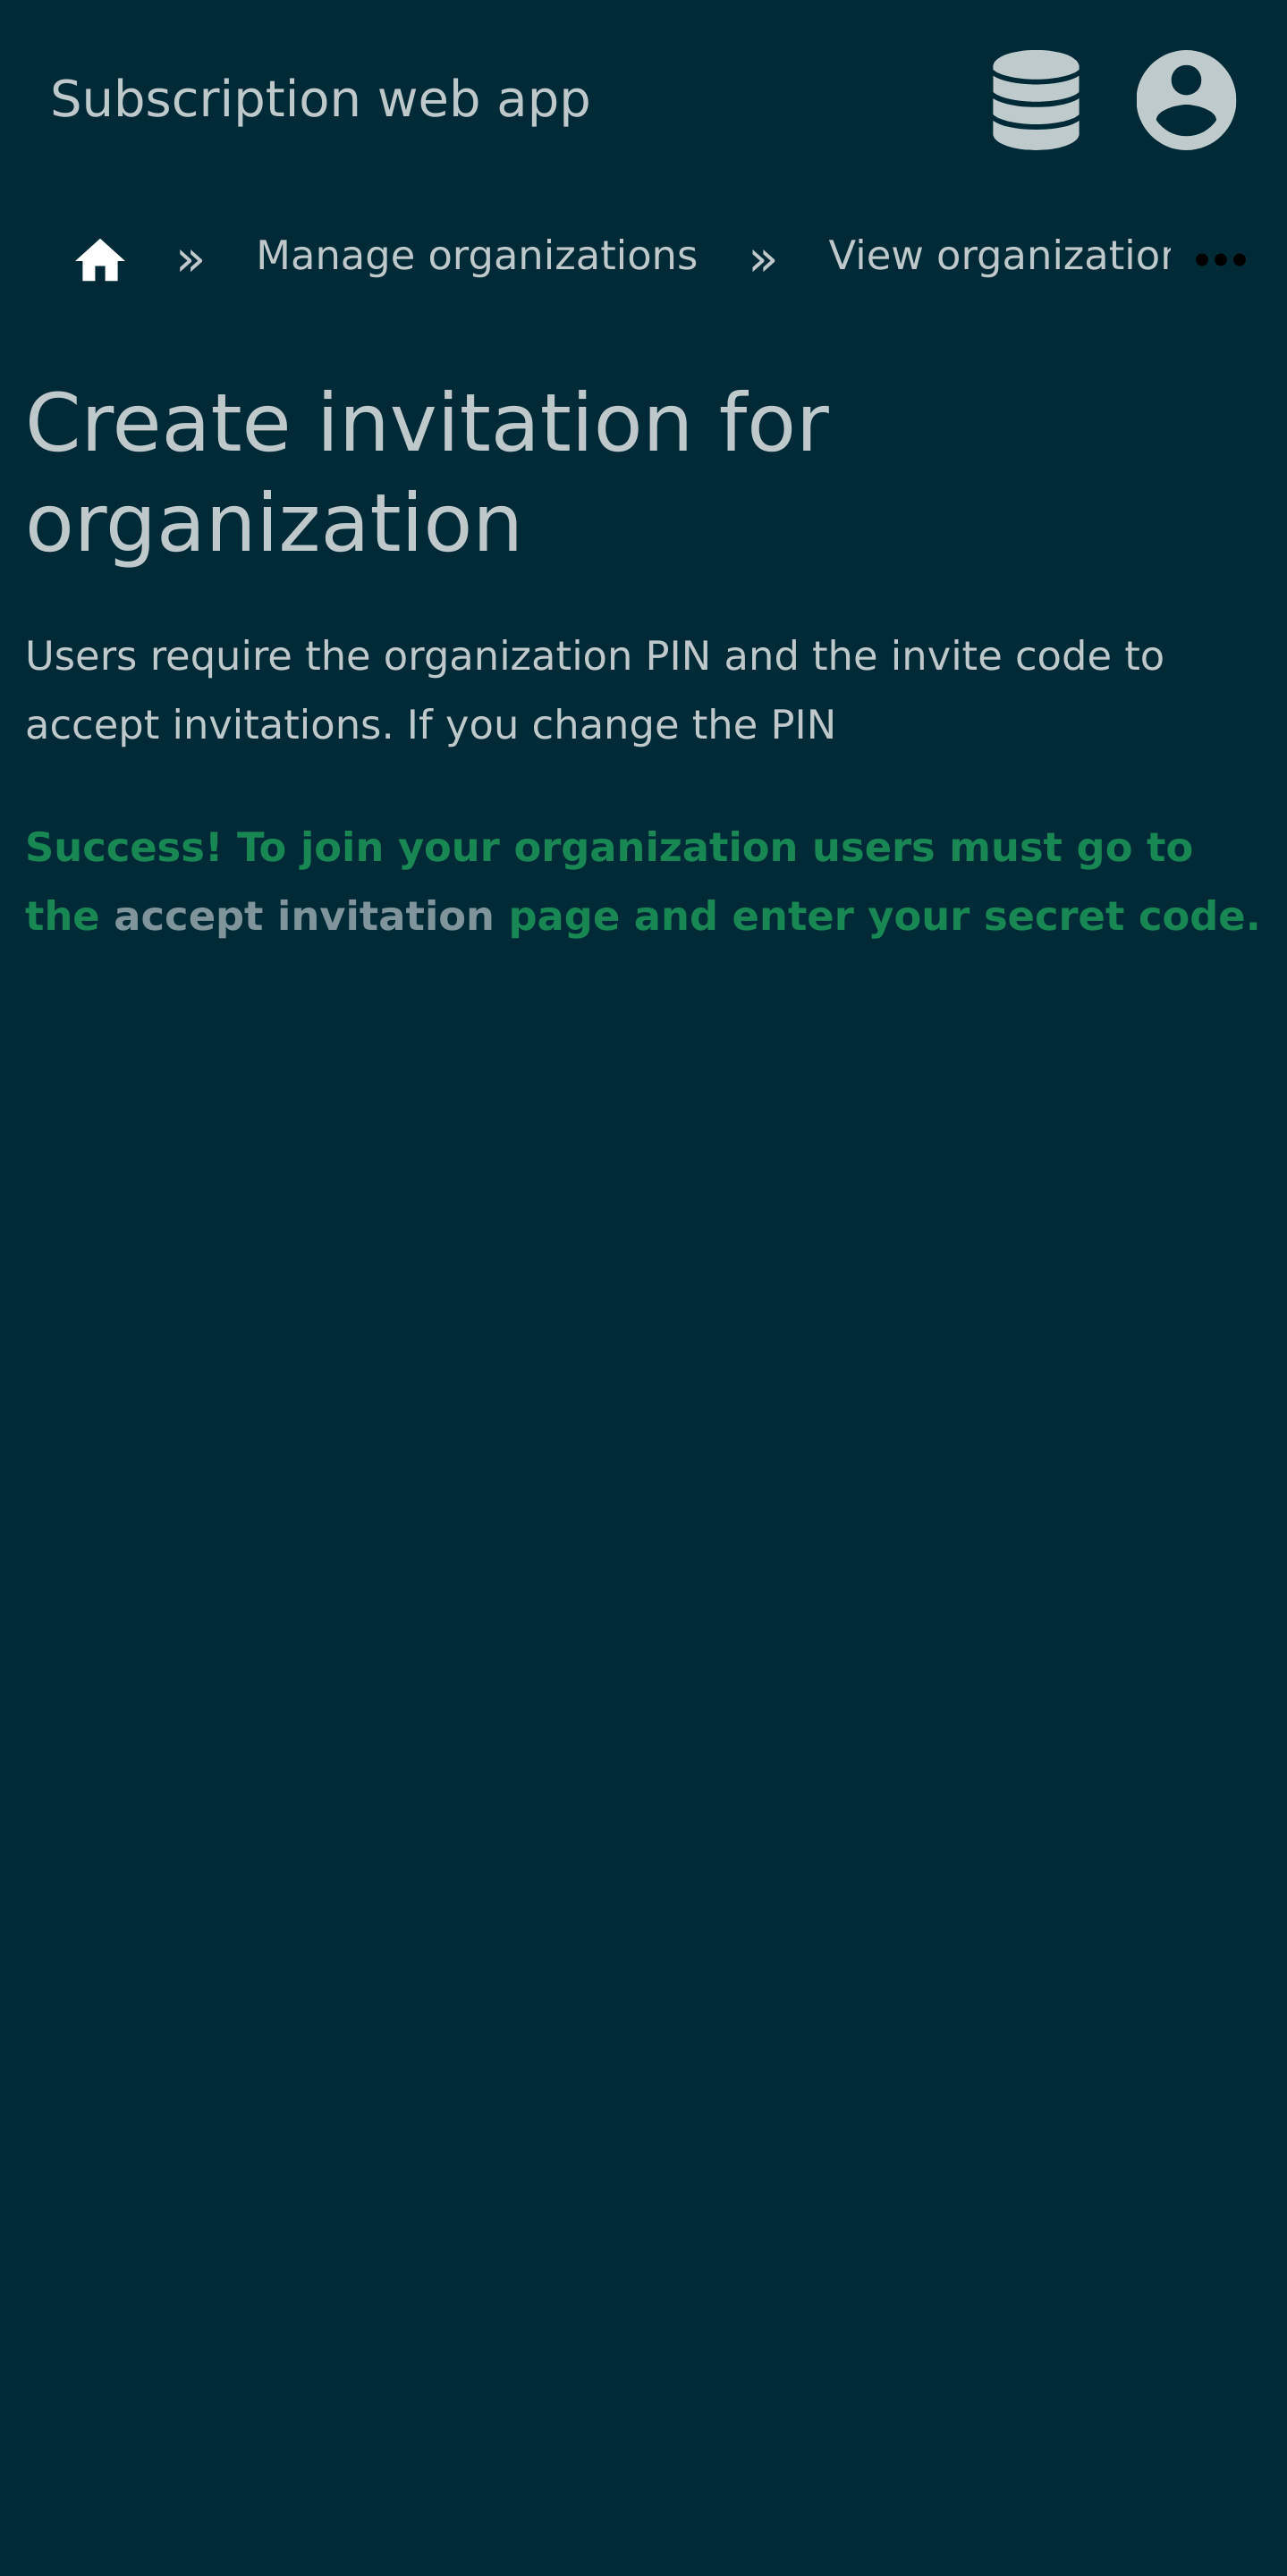 Subscription web app
» Manage organizations » View organization
Create invitation for
organization
Users require the organization PIN and the invite code to
accept invitations. If you change the PIN
Success! To join your organization users must go to
the accept invitation page and enter your secret code.